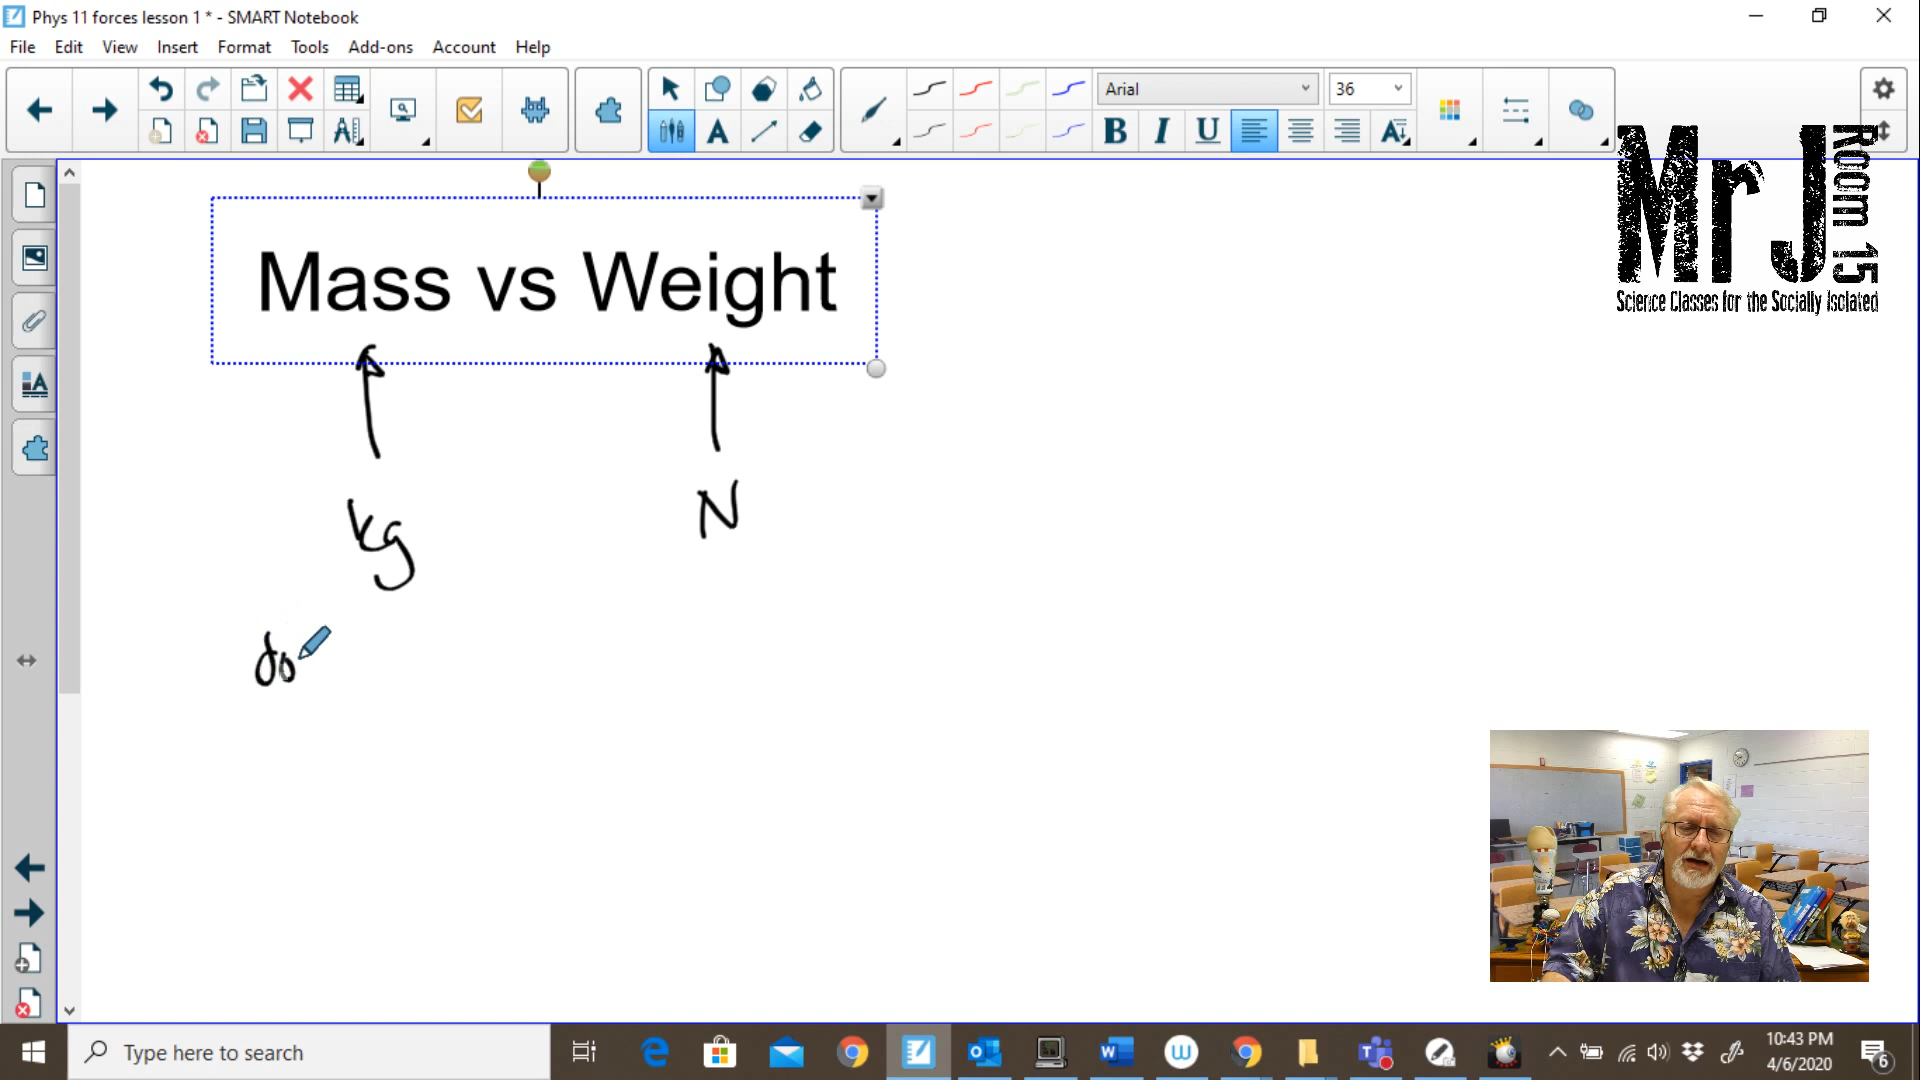 Phys 11 forces lesson 1 * - SMART Notebook
File Edit View Insert Format Tools Add-ons Account Help
Arial 36
B I U
Mr J Room 15
Science Classes for the Socially Isolated
Mass vs Weight
kg N
do
Type here to search
10:43 PM
4/6/2020
6